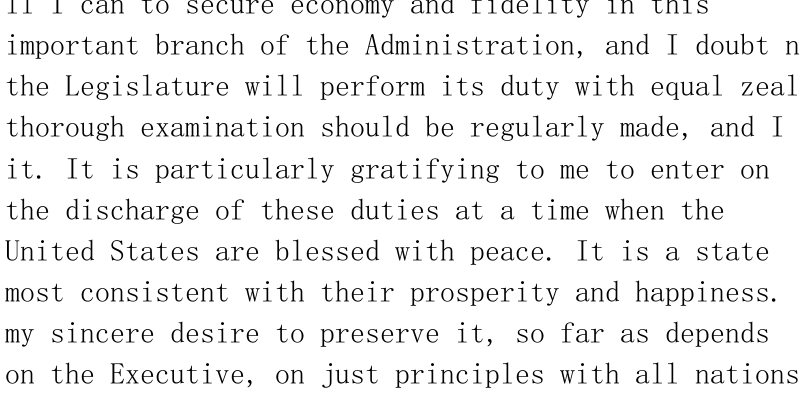 all I can to secure economy and fidelity in this
important branch of the Administration, and I doubt n
the Legislature will perform its duty with equal zeal
thorough examination should be regularly made, and I
it. It is particularly gratifying to me to enter on
the discharge of these duties at a time when the
United States are blessed with peace. It is a state
most consistent with their prosperity and happiness.
my sincere desire to preserve it, so far as depends
on the Executive, on just principles with all nations